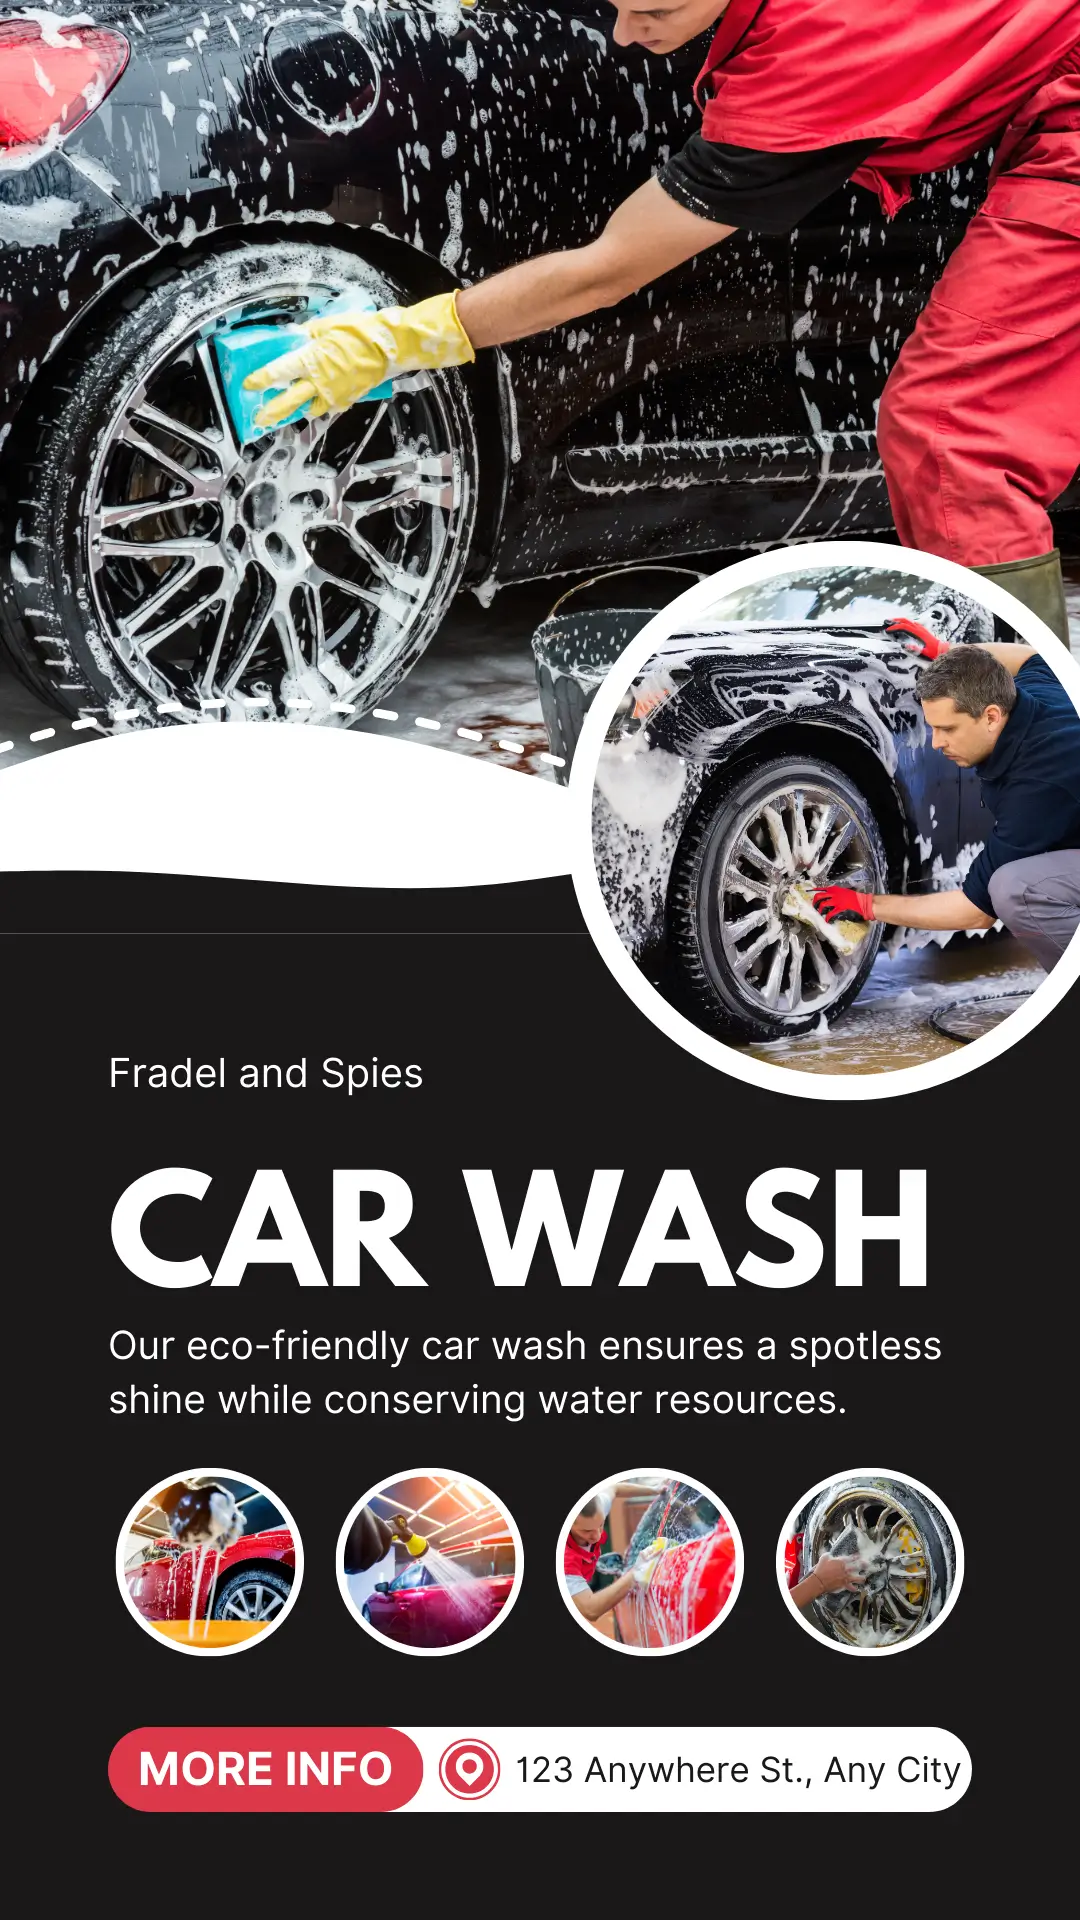 Fradel and Spies
CAR WASH
Our eco-friendly car wash ensures a spotless
shine while conserving water resources.
MORE INFO
123 Anywhere St., Any City